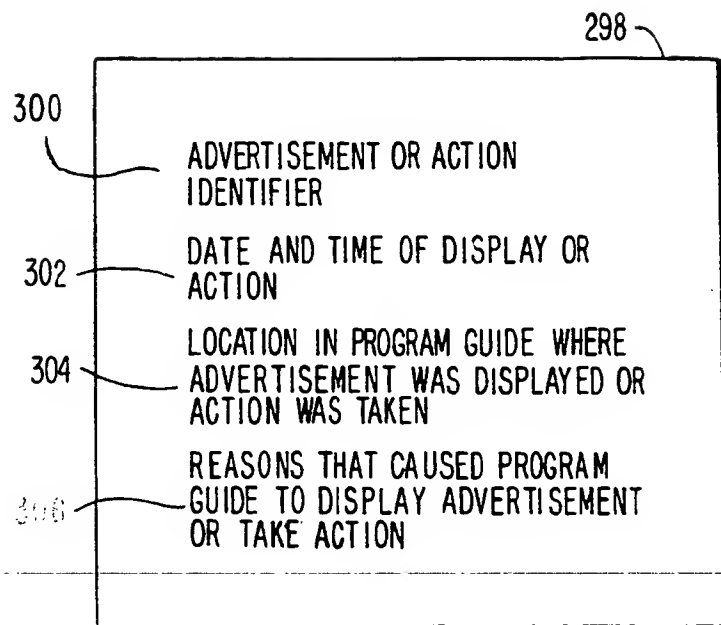 298
300
ADVERTISEMENT OR ACTION
IDENTIFIER
302
DATE AND TIME OF DISPLAY OR
ACTION
304
LOCATION IN PROGRAM GUIDE WHERE
ADVERTISEMENT WAS DISPLAYED OR
ACTION WAS TAKEN
306
REASONS THAT CAUSED PROGRAM
GUIDE TO DISPLAY ADVERTISEMENT
OR TAKE ACTION